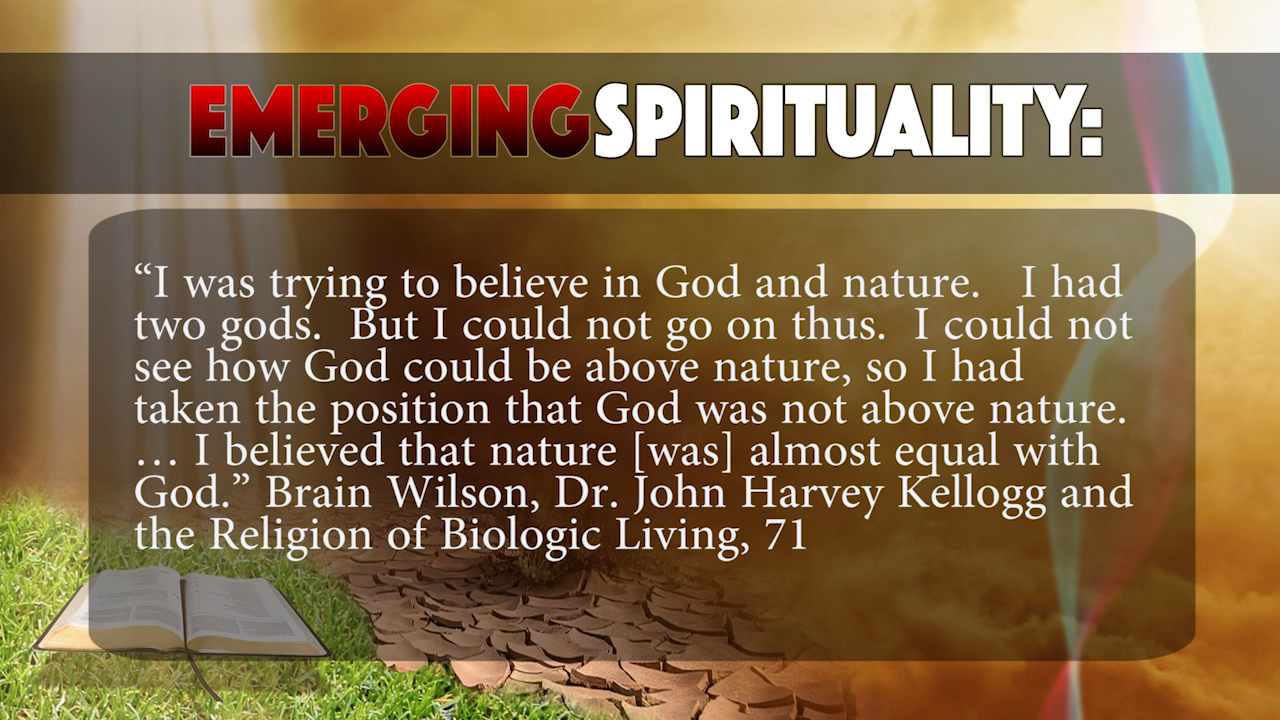 EMERGING SPIRITUALITY:
“I was trying to believe in God and nature. I had
two gods. But I could not go on thus. I could not
see how God could be above nature, so I had
taken the position that God was not above nature.
… I believed that nature [was] almost equal with
God.” Brain Wilson, Dr. John Harvey Kellogg and
the Religion of Biologic Living, 71